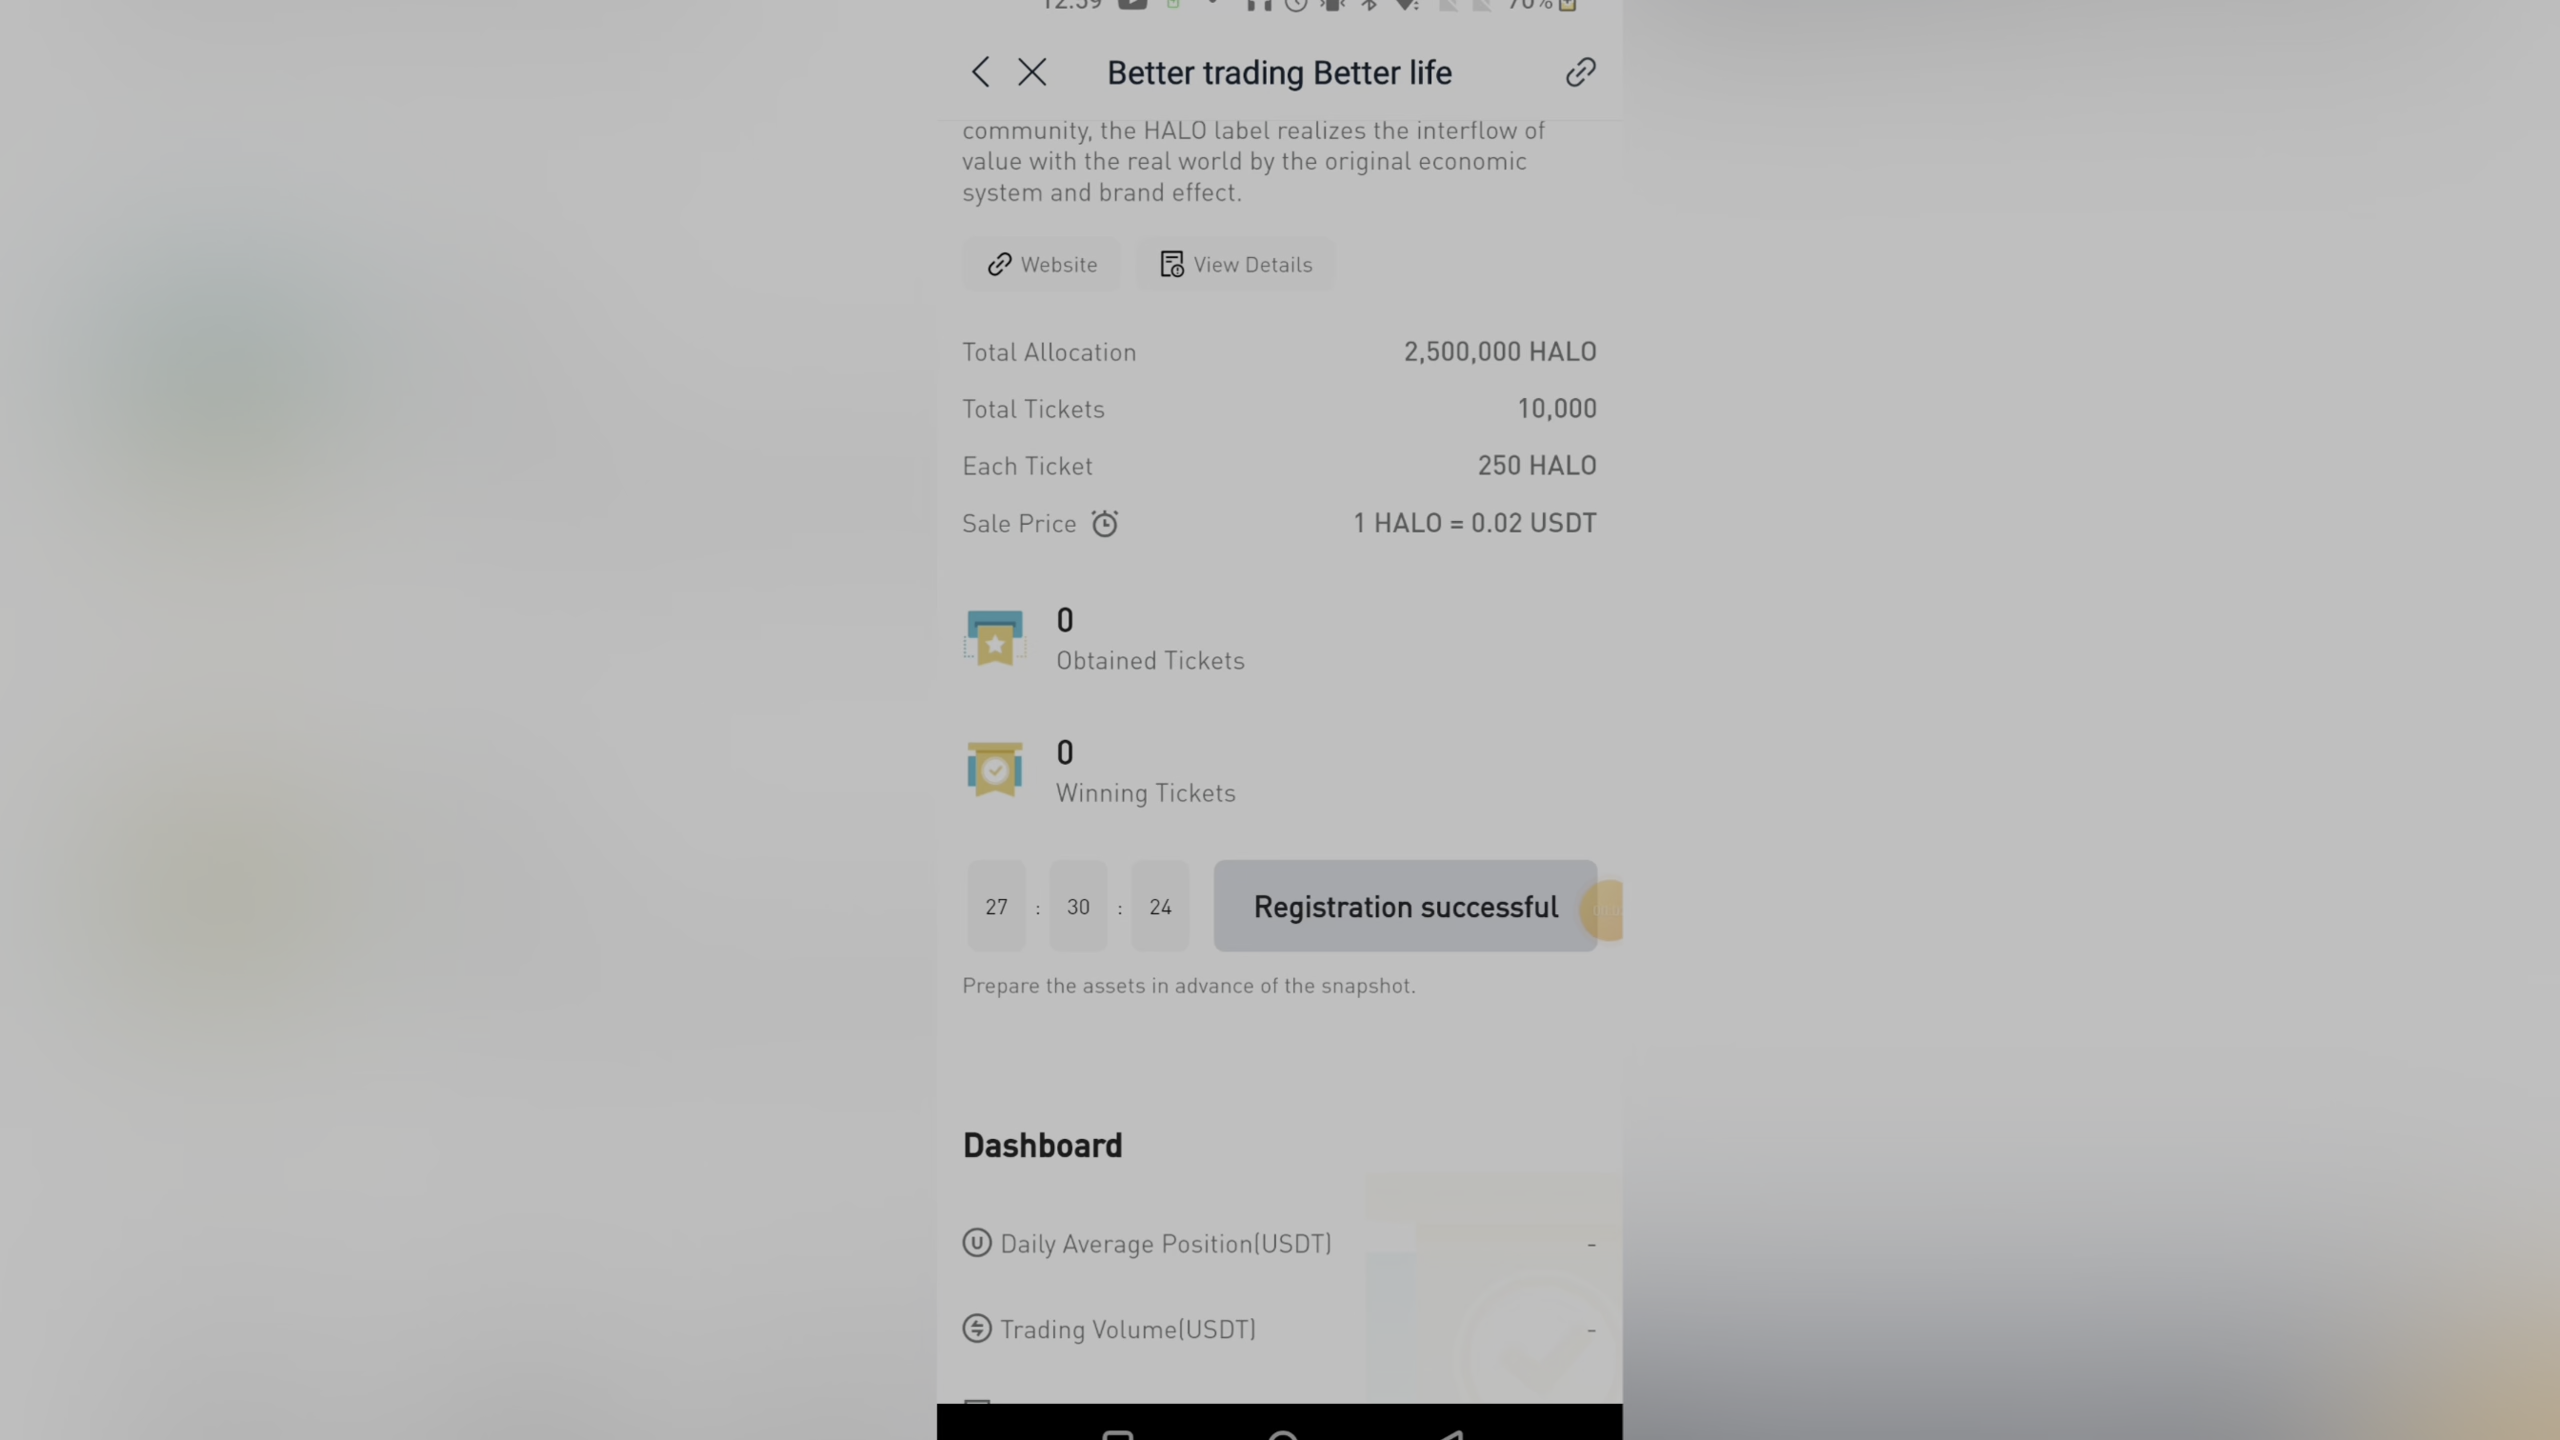 12:39
70%
Better trading Better life
community, the HALO label realizes the interflow of
value with the real world by the original economic
system and brand effect.
Website
View Details
Total Allocation 2,500,000 HALO
Total Tickets 10,000
Each Ticket 250 HALO
Sale Price 1 HALO = 0.02 USDT
0
Obtained Tickets
0
Winning Tickets
27 : 30 : 24 Registration successful
Prepare the assets in advance of the snapshot.
Dashboard
Daily Average Position(USDT) -
Trading Volume(USDT) -